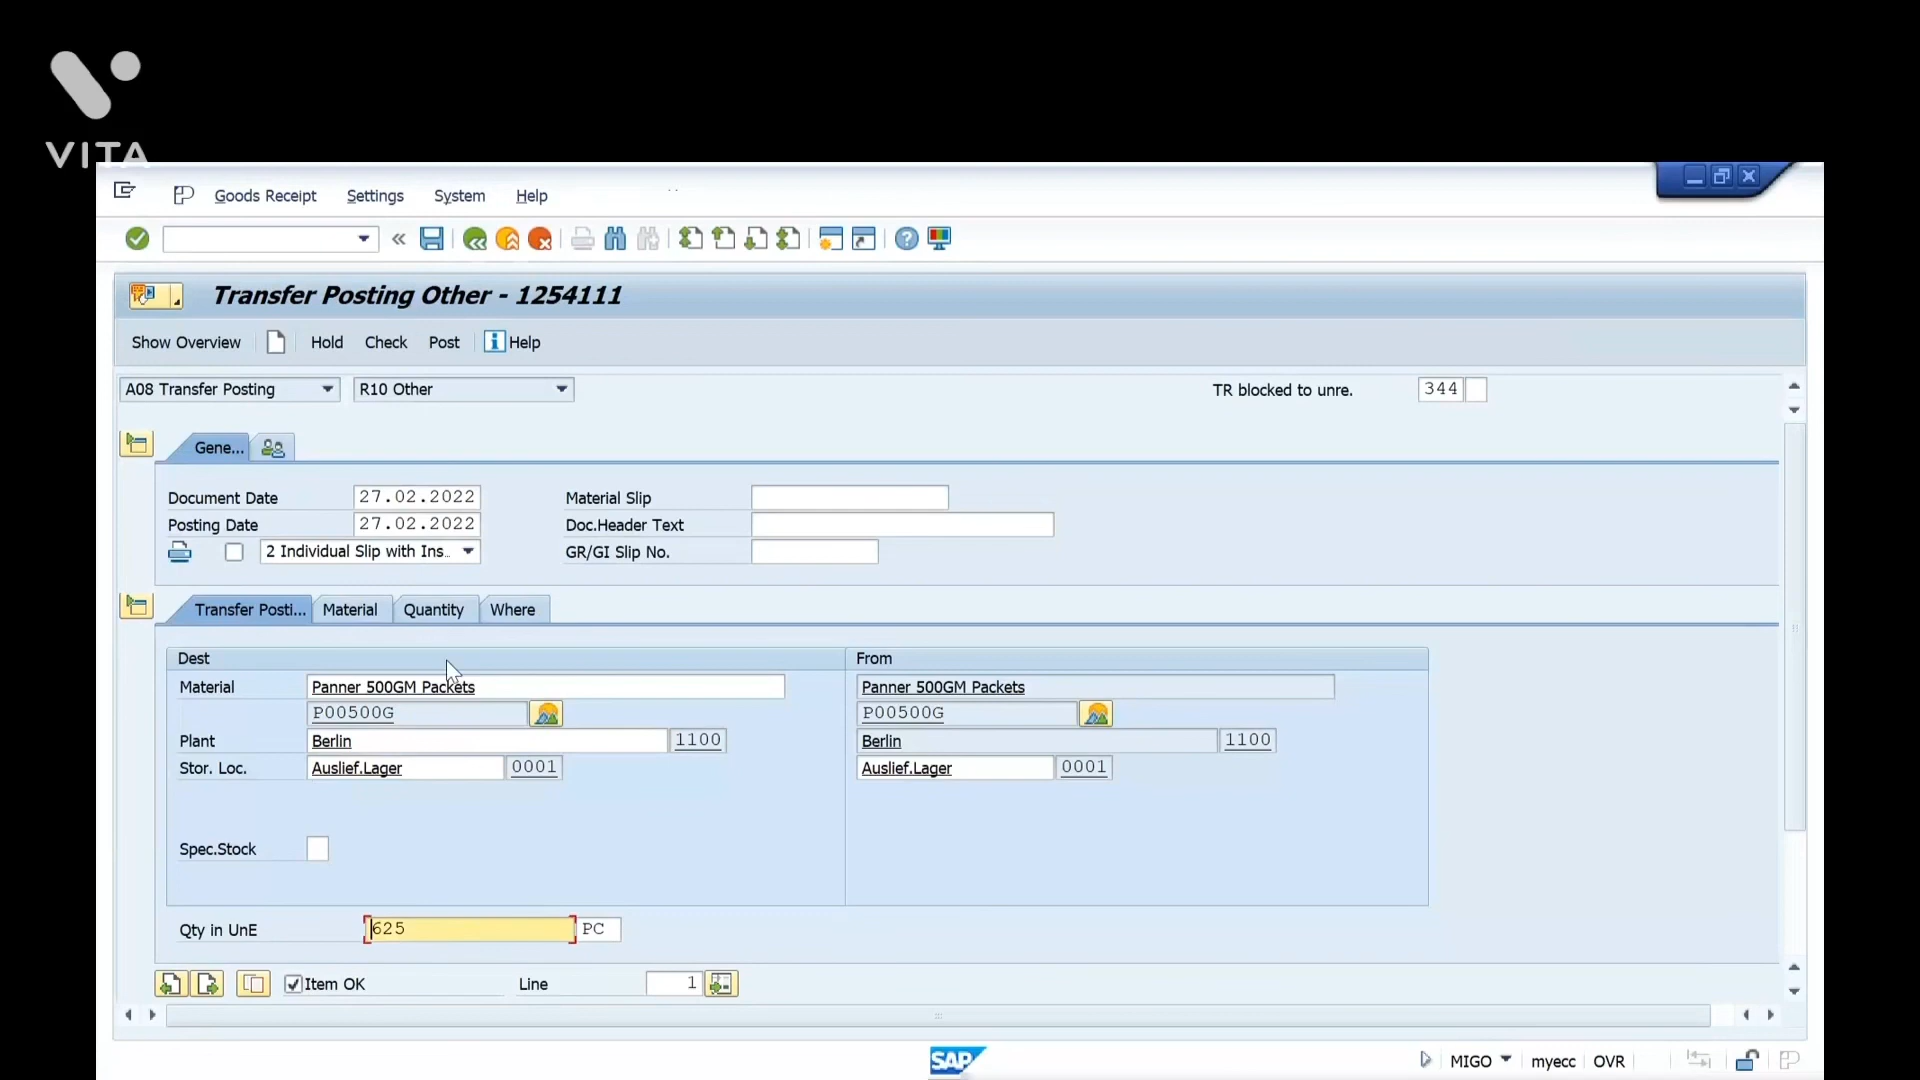 VITA
Goods Receipt Settings System Help
Transfer Posting Other - 1254111
Show Overview Hold Check Post Help
A08 Transfer Posting R10 Other TR blocked to unre. 344
Gene...
Document Date 27.02.2022 Material Slip
Posting Date 27.02.2022 Doc.Header Text
2 Individual Slip with Ins... GR/GI Slip No.
Transfer Posti... Material Quantity Where
Dest From
Material Panner 500GM Packets Panner 500GM Packets
P00500G P00500G
Plant Berlin 1100 Berlin 1100
Stor. Loc. Auslief.Lager 0001 Auslief.Lager 0001
Spec.Stock
Qty in UnE 625 PC
Item OK Line 1
SAP MIGO myecc OVR